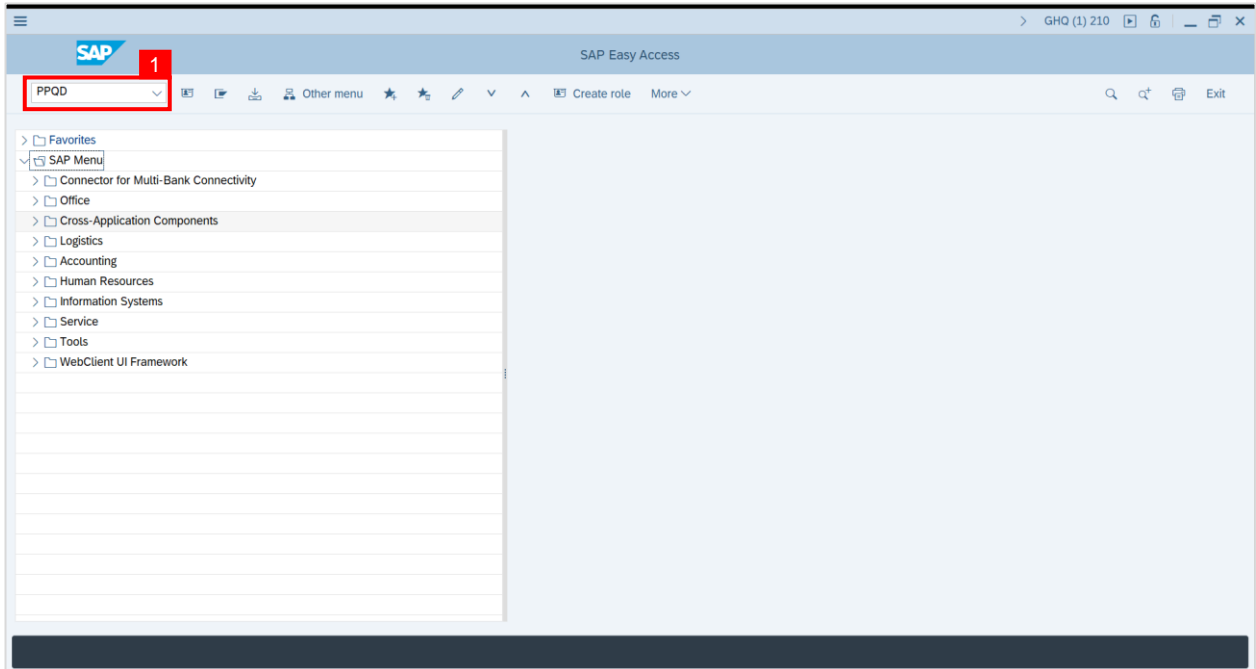 GHQ (1) 210
SAP
SAP Easy Access
1
PPQD
Other menu
Create role
More
Exit
Favorites
SAP Menu
Connector for Multi-Bank Connectivity
Office
Cross-Application Components
Logistics
Accounting
Human Resources
Information Systems
Service
Tools
WebClient UI Framework